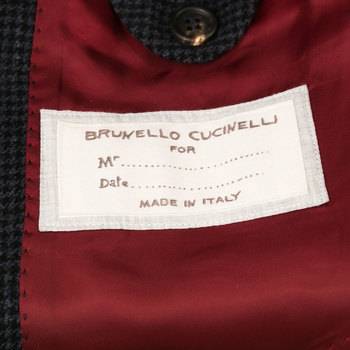 BRUNELLO CUCINELLI
FOR
Mr ......................
Date ......................
MADE IN ITALY